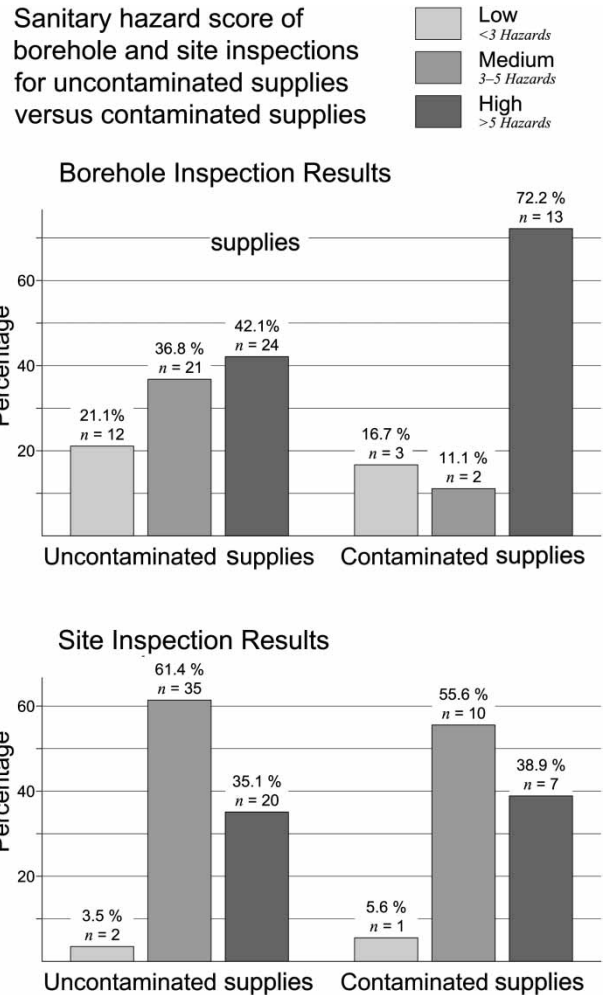 Sanitary hazard score of
borehole and site inspections
for uncontaminated supplies
versus contaminated supplies
Low
<3 Hazards
Medium
3–5 Hazards
High
>5 Hazards
Borehole Inspection Results
supplies
Percentage
60
40
20
21.1%
n = 12
36.8 %
n = 21
42.1%
n = 24
16.7 %
n = 3
11.1 %
n = 2
72.2 %
n = 13
Uncontaminated supplies
Contaminated supplies
Site Inspection Results
Percentage
60
40
20
3.5 %
n = 2
61.4 %
n = 35
35.1 %
n = 20
5.6 %
n = 1
55.6 %
n = 10
38.9 %
n = 7
Uncontaminated supplies
Contaminated supplies